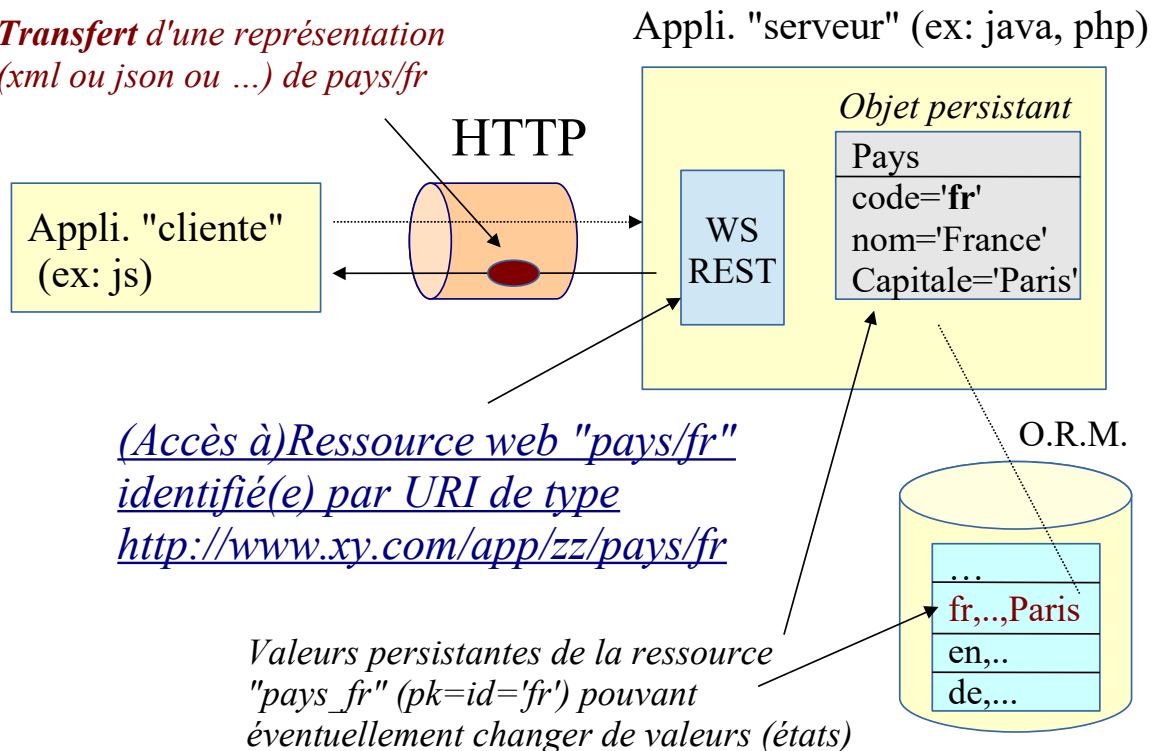 Transfert d'une représentation
(xml ou json ou …) de pays/fr
Appli. "serveur" (ex: java, php)
HTTP
Objet persistant
Pays
code='fr'
nom='France'
Capitale='Paris'
WS
REST
Appli. "cliente"
(ex: js)
(Accès à)Ressource web "pays/fr"
identifié(e) par URI de type
http://www.xy.com/app/zz/pays/fr
O.R.M.
…
fr,..,Paris
en,..
de,...
Valeurs persistantes de la ressource
"pays_fr" (pk=id='fr') pouvant
éventuellement changer de valeurs (états)